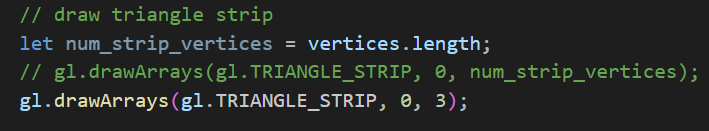 // draw triangle strip
let num_strip_vertices = vertices.length;
// gl.drawArrays(gl.TRIANGLE_STRIP, 0, num_strip_vertices);
gl.drawArrays(gl.TRIANGLE_STRIP, 0, 3);